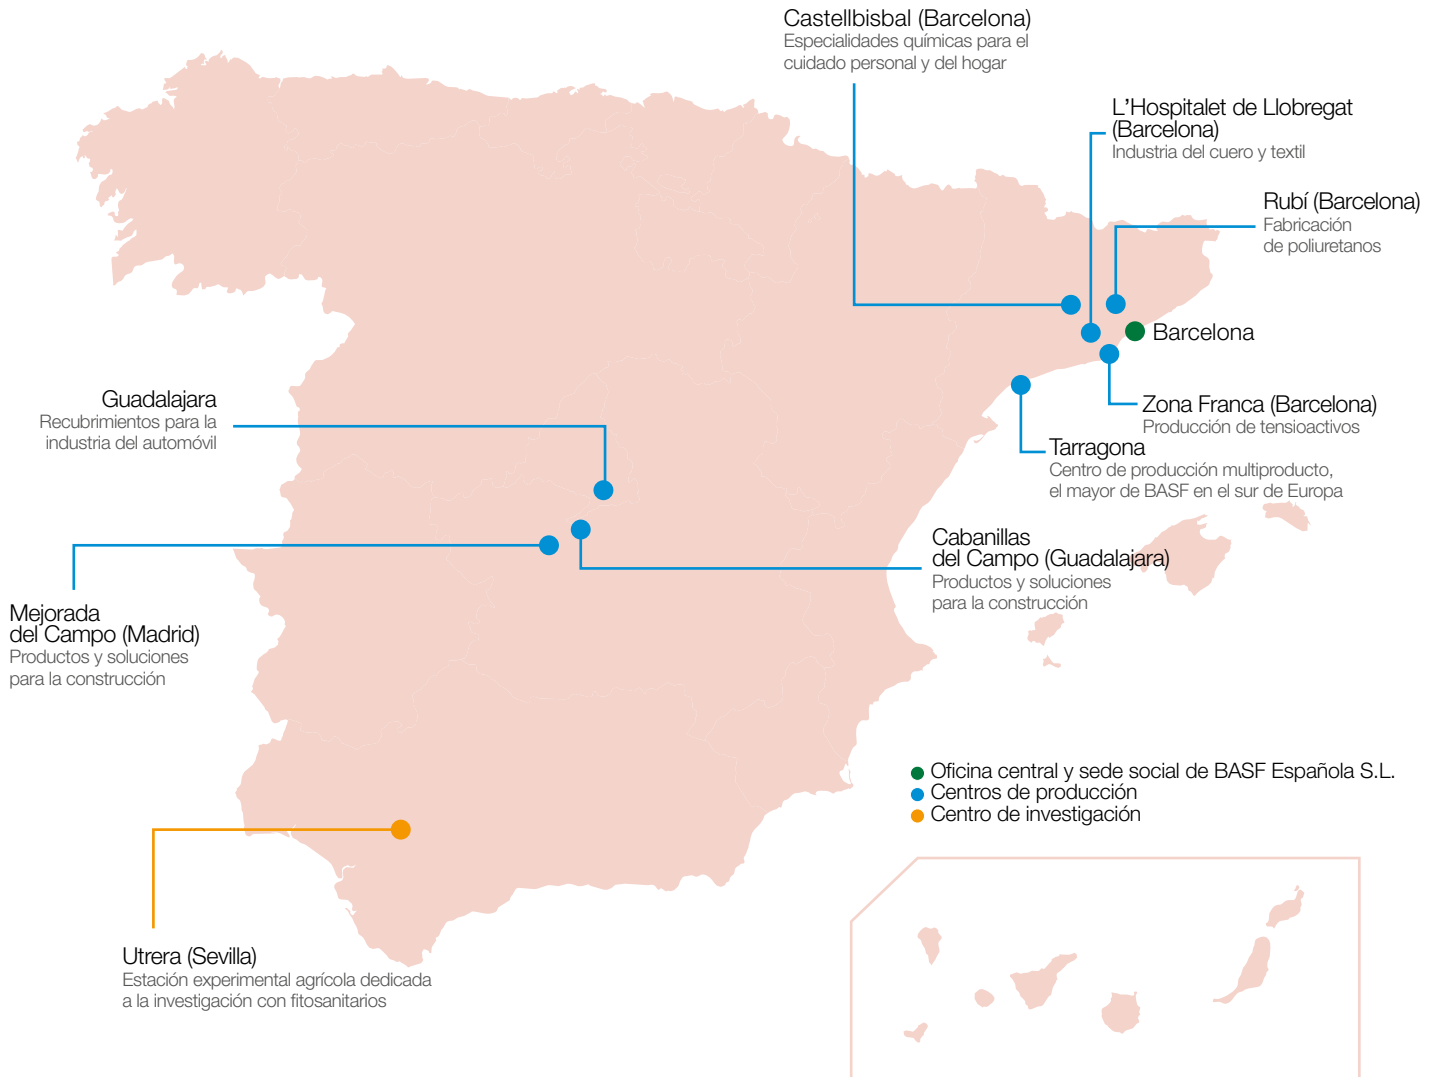 Castellbisbal (Barcelona)
Especialidades químicas para el
cuidado personal y del hogar
L’Hospitalet de Llobregat
(Barcelona)
Industria del cuero y textil
Rubí (Barcelona)
Fabricación
de poliuretanos
Barcelona
Guadalajara
Recubrimientos para la
industria del automóvil
Zona Franca (Barcelona)
Producción de tensioactivos
Tarragona
Centro de producción multiproducto,
el mayor de BASF en el sur de Europa
Cabanillas
del Campo (Guadalajara)
Productos y soluciones
para la construcción
Mejorada
del Campo (Madrid)
Productos y soluciones
para la construcción
Oficina central y sede social de BASF Española S.L.
Centros de producción
Centro de investigación
Utrera (Sevilla)
Estación experimental agrícola dedicada
a la investigación con fitosanitarios